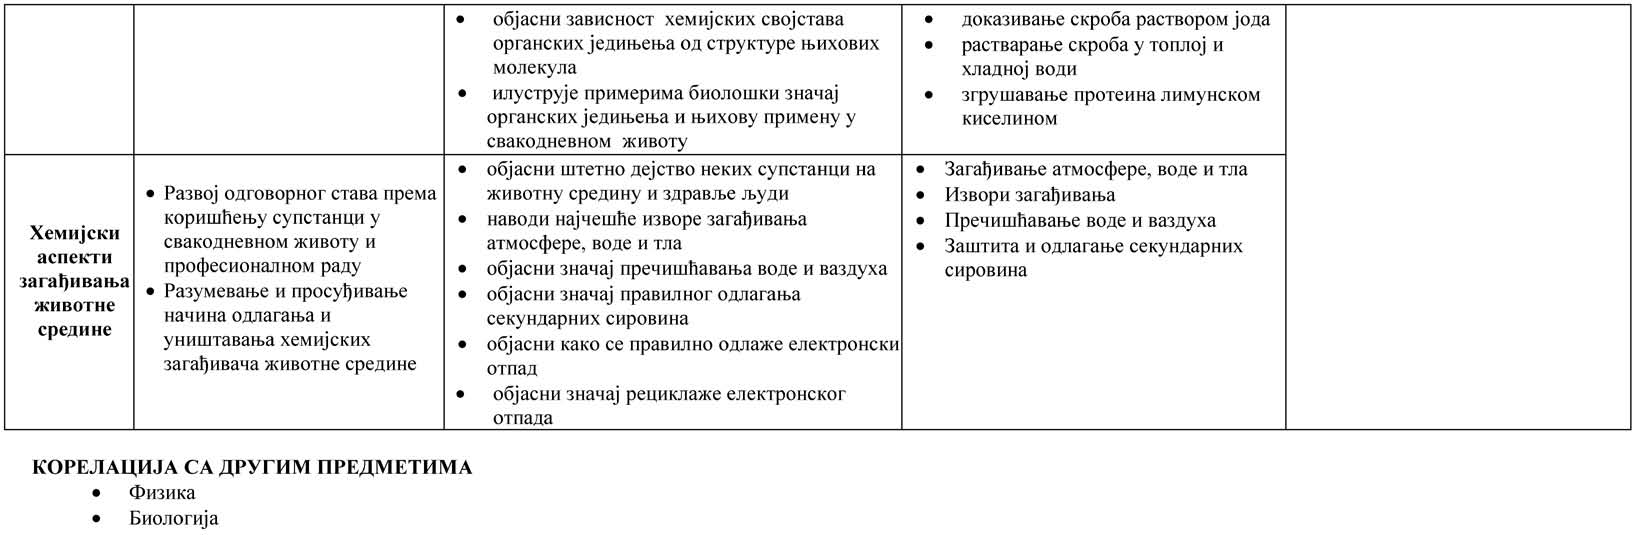 објасни зависност хемијских својстава
органских једињења од структуре њихових
молекула
илуструје примерима биолошки значај
органских једињења и њихову примену у
свакодневном животу
доказивање скроба раствором јода
растварање скроба у топлој и
хладној води
згрушавање протеина лимунском
киселином
Хемијски
аспекти
загађивања
животне
средине
Развој одговорног става према
коришћењу супстанци у
свакодневном животу и
професионалном раду
Разумевање и просуђивање
начина одлагања и
уништавања хемијских
загађивача животне средине
објасни штетно дејство неких супстанци на
животну средину и здравље људи
наводи најчешће изворе загађивања
атмосфере, воде и тла
објасни значај пречишћавања воде и ваздуха
објасни значај правилног одлагања
секундарних сировина
објасни како се правилно одлаже електронски
отпад
објасни значај рециклаже електронског
отпада
Загађивање атмосфере, воде и тла
Извори загађивања
Пречишћавање воде и ваздуха
Заштита и одлагање секундарних
сировина
КОРЕЛАЦИЈА СА ДРУГИМ ПРЕДМЕТИМА
Физика
Биологија